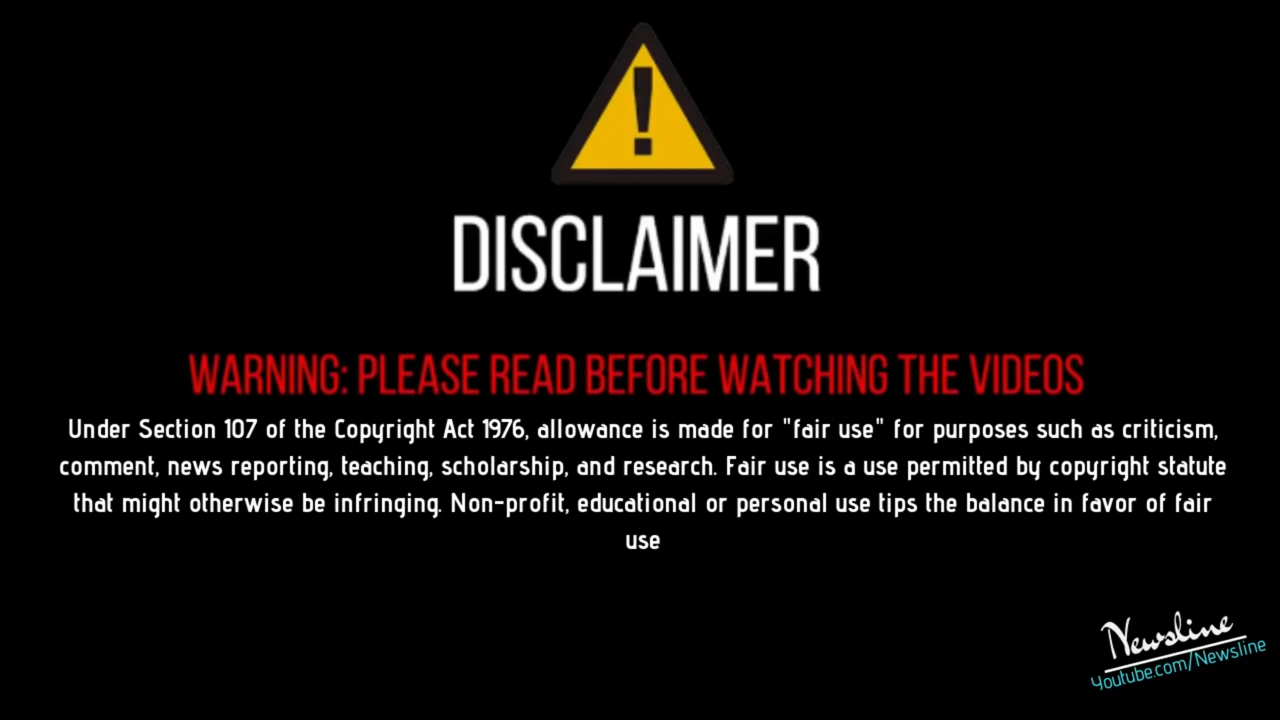 DISCLAIMER
WARNING: PLEASE READ BEFORE WATCHING THE VIDEOS
Under Section 107 of the Copyright Act 1976, allowance is made for "fair use" for purposes such as criticism,
comment, news reporting, teaching, scholarship, and research. Fair use is a use permitted by copyright statute
that might otherwise be infringing. Non-profit, educational or personal use tips the balance in favor of fair
use
Newsline
Youtube.com/Newsline